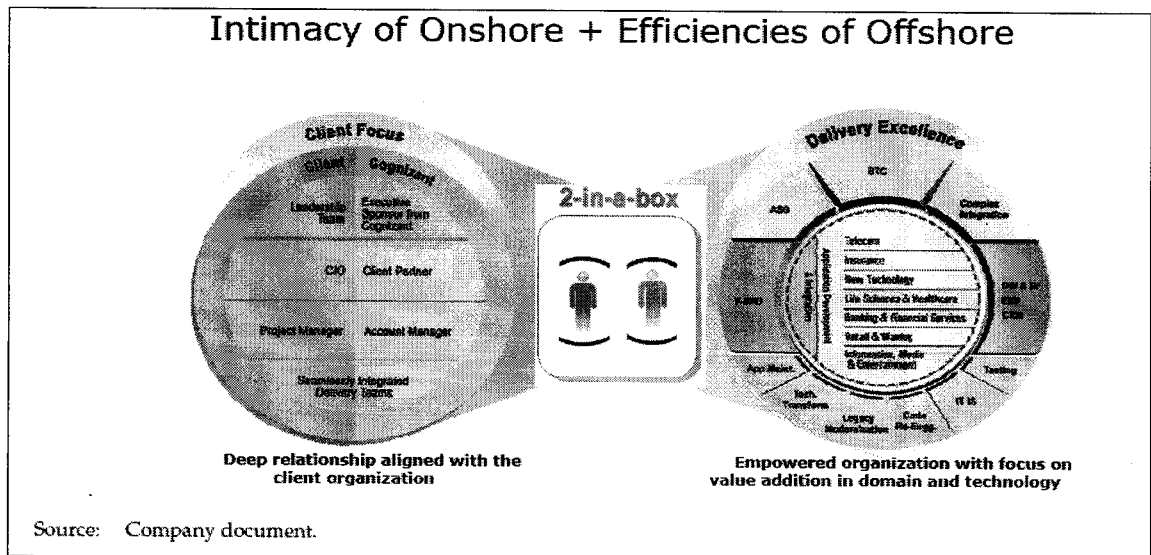 Intimacy of Onshore + Efficiencies of Offshore
Client Focus
Client Cognizant
Leadership Team
Executive Sponsor from Cognizant
CIO
Client Partner
Project Manager
Account Manager
Seamlessly Integrated
Delivery Teams
Deep relationship aligned with the
client organization
2-in-a-box
Delivery Excellence
BTC
Complex
Integration
Testing
IT IS
Code
Re-Engg.
Legacy
Modernisation
Tech.
Transform
App Maint.
Application Development
& Integration
Telecom
Insurance
New Technology
Life Sciences & Healthcare
Banking & Financial Services
Information, Media
& Entertainment
Empowered organization with focus on
value addition in domain and technology
Source: Company document.